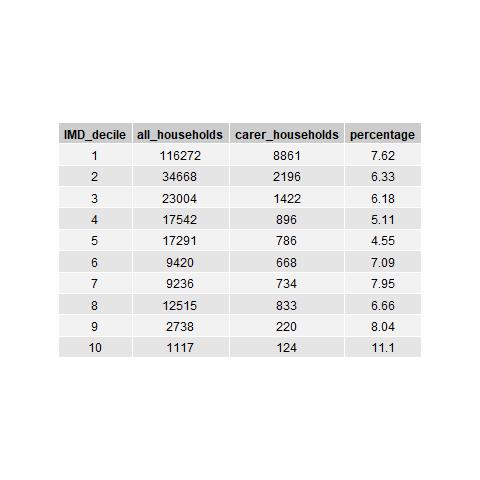 IMD_decile all_households carer_households percentage
1 116272 8861 7.62
2 34668 2196 6.33
3 23004 1422 6.18
4 17542 896 5.11
5 17291 786 4.55
6 9420 668 7.09
7 9236 734 7.95
8 12515 833 6.66
9 2738 220 8.04
10 1117 124 11.1